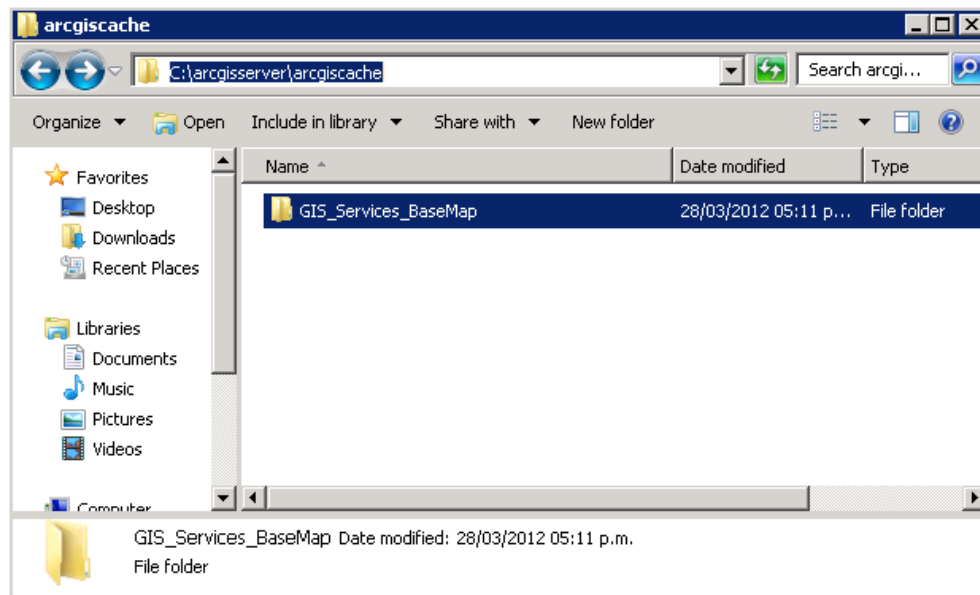 arcgiscache
C:\arcgisserver\arcgiscache
Search arcgi...
Organize Open Include in library Share with New folder
Name Date modified Type
Favorites
GIS_Services_BaseMap 28/03/2012 05:11 p... File folder
Desktop
Downloads
Recent Places
Libraries
Documents
Music
Pictures
Videos
Computer
GIS_Services_BaseMap Date modified: 28/03/2012 05:11 p.m.
File folder